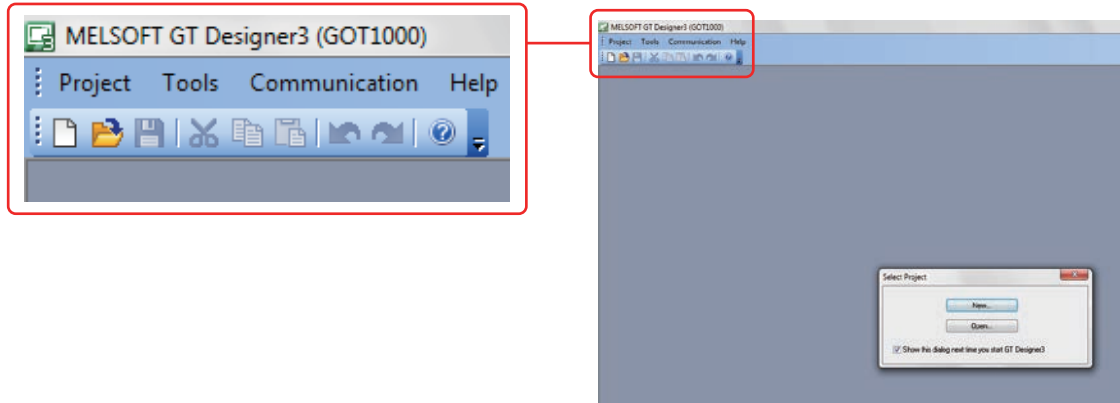 MELSOFT GT Designer3 (GOT1000)
Project Tools Communication Help
MELSOFT GT Designer3 (GOT1000)
Project Tools Communication Help
Select Project
New...
Open...
Show this dialog next time you start GT Designer3